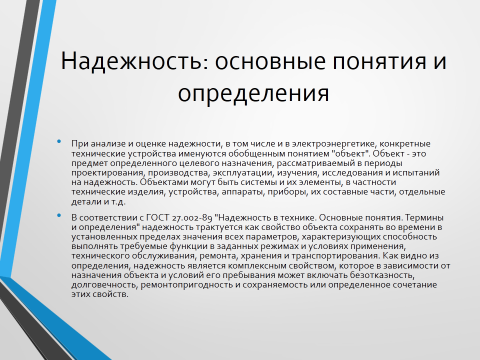 Надежность: основные понятия и
определения
• При анализе и оценке надежности, в том числе и в электроэнергетике, конкретные
технические устройства именуются обобщенным понятием "объект". Объект - это
предмет определенного целевого назначения, рассматриваемый в периоды
проектирования, производства, эксплуатации, изучения, исследования и испытаний
на надежность. Объектами могут быть системы и их элементы, в частности
технические изделия, устройства, аппараты, приборы, их составные части, отдельные
детали и т.д.
• В соответствии с ГОСТ 27.002-89 "Надежность в технике. Основные понятия. Термины
и определения" надежность трактуется как свойство объекта сохранять во времени в
установленных пределах значения всех параметров, характеризующих способность
выполнять требуемые функции в заданных режимах и условиях применения,
технического обслуживания, ремонта, хранения и транспортирования. Как видно из
определения, надежность является комплексным свойством, которое в зависимости от
назначения объекта и условий его пребывания может включать безотказность,
долговечность, ремонтопригодность и сохраняемость или определенное сочетание
этих свойств.